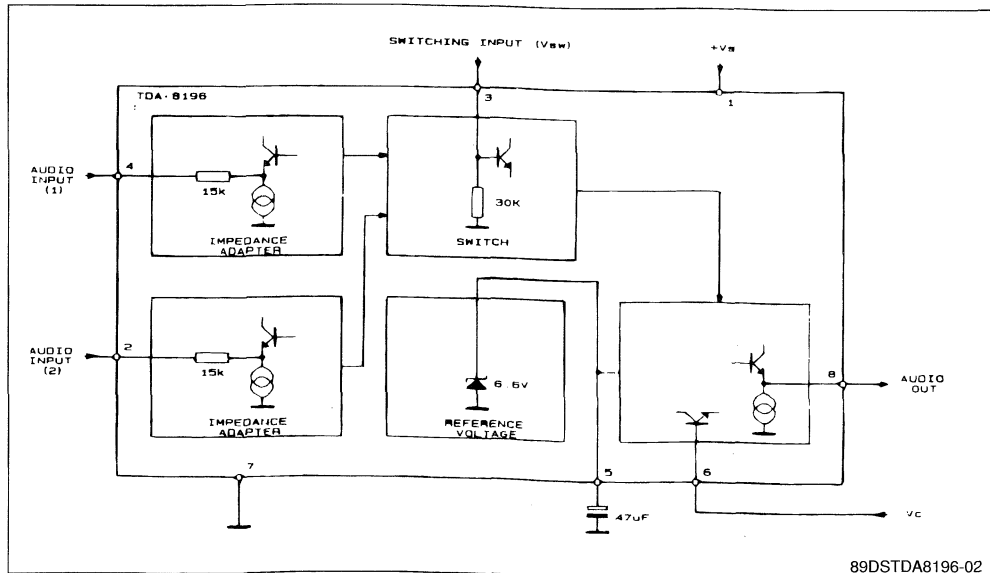 SWITCHING INPUT (Vsw)
+Vs
3
1
TDA·8196
4
AUDIO
INPUT
(1)
15k
30K
IMPEDANCE
ADAPTER
SWITCH
2
AUDIO
INPUT
(2)
15k
6.6V
8
AUDIO
OUT
IMPEDANCE
ADAPTER
REFERENCE
VOLTAGE
7
5
6
47uF
Vc
89DSTDA8196-02